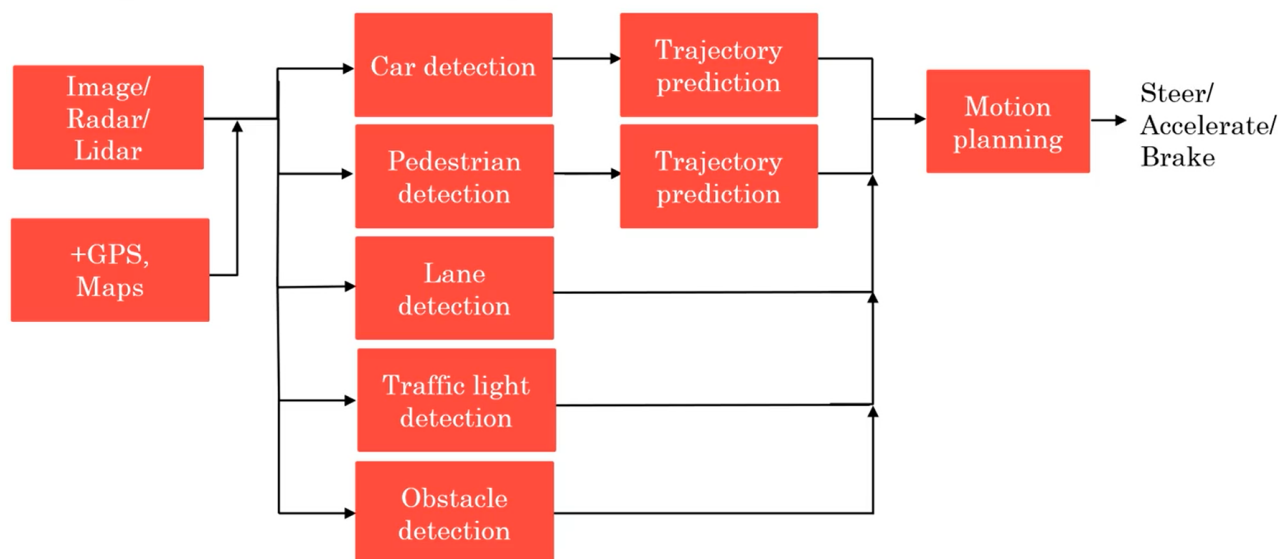 Image/
Radar/
Lidar
+GPS,
Maps
Car detection
Trajectory
prediction
Pedestrian
detection
Trajectory
prediction
Lane
detection
Traffic light
detection
Obstacle
detection
Motion
planning
Steer/
Accelerate/
Brake